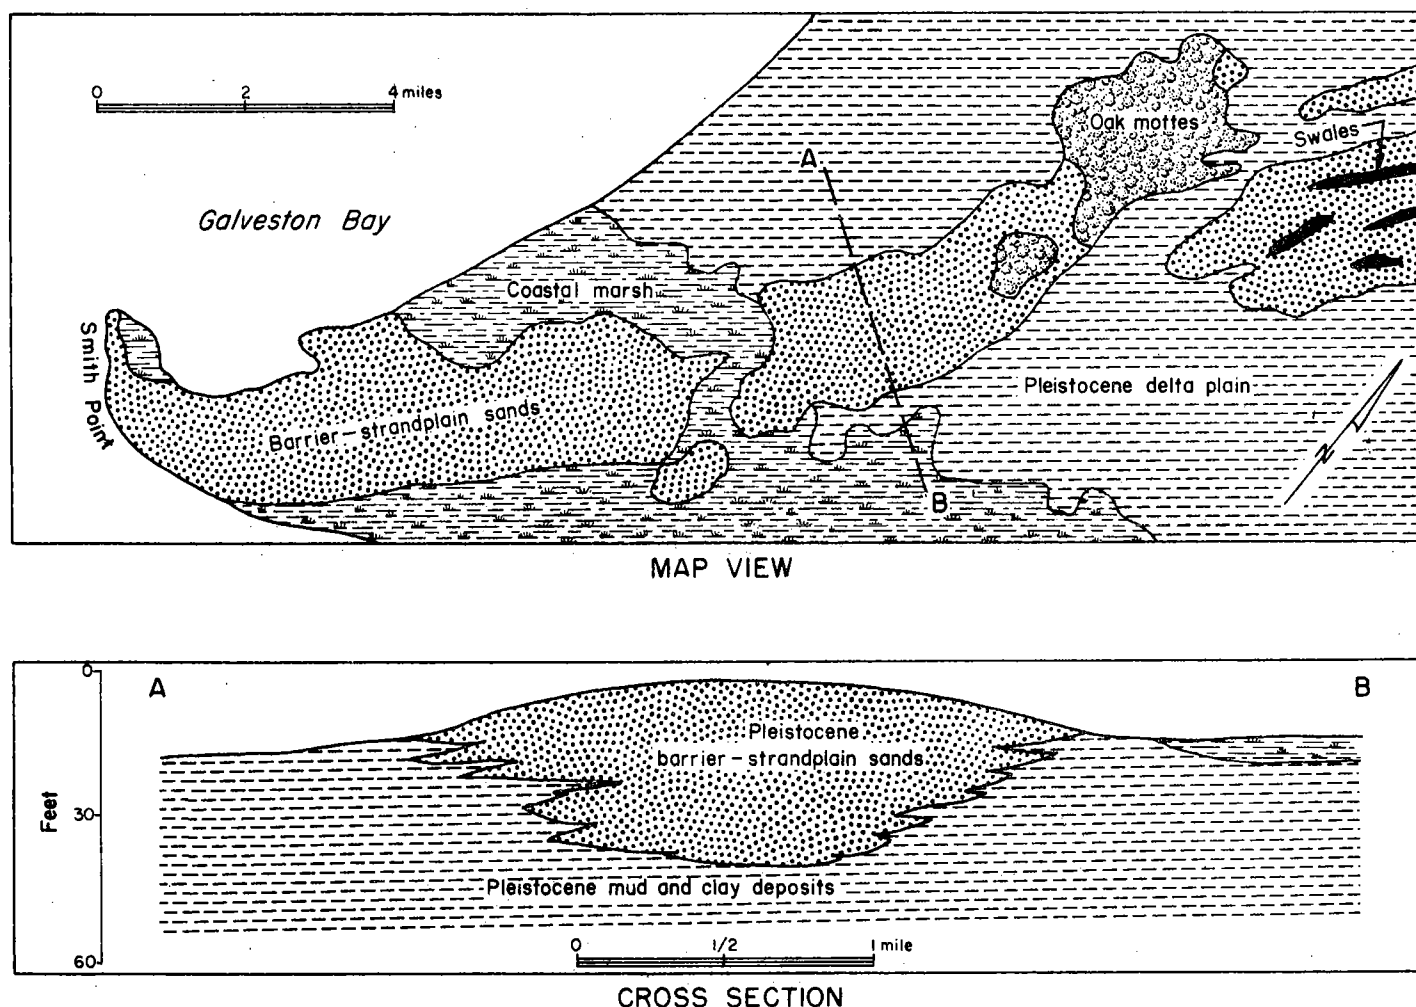 0 2 4 miles
Oak mottes
Swales
A
Galveston Bay
Coastal marsh
Smith Point
Barrier-strandplain sands
Pleistocene delta plain
N
B
MAP VIEW
0
A
B
Pleistocene
barrier-strandplain sands
Feet
30
Pleistocene mud and clay deposits
0 1/2 1 mile
60
CROSS SECTION